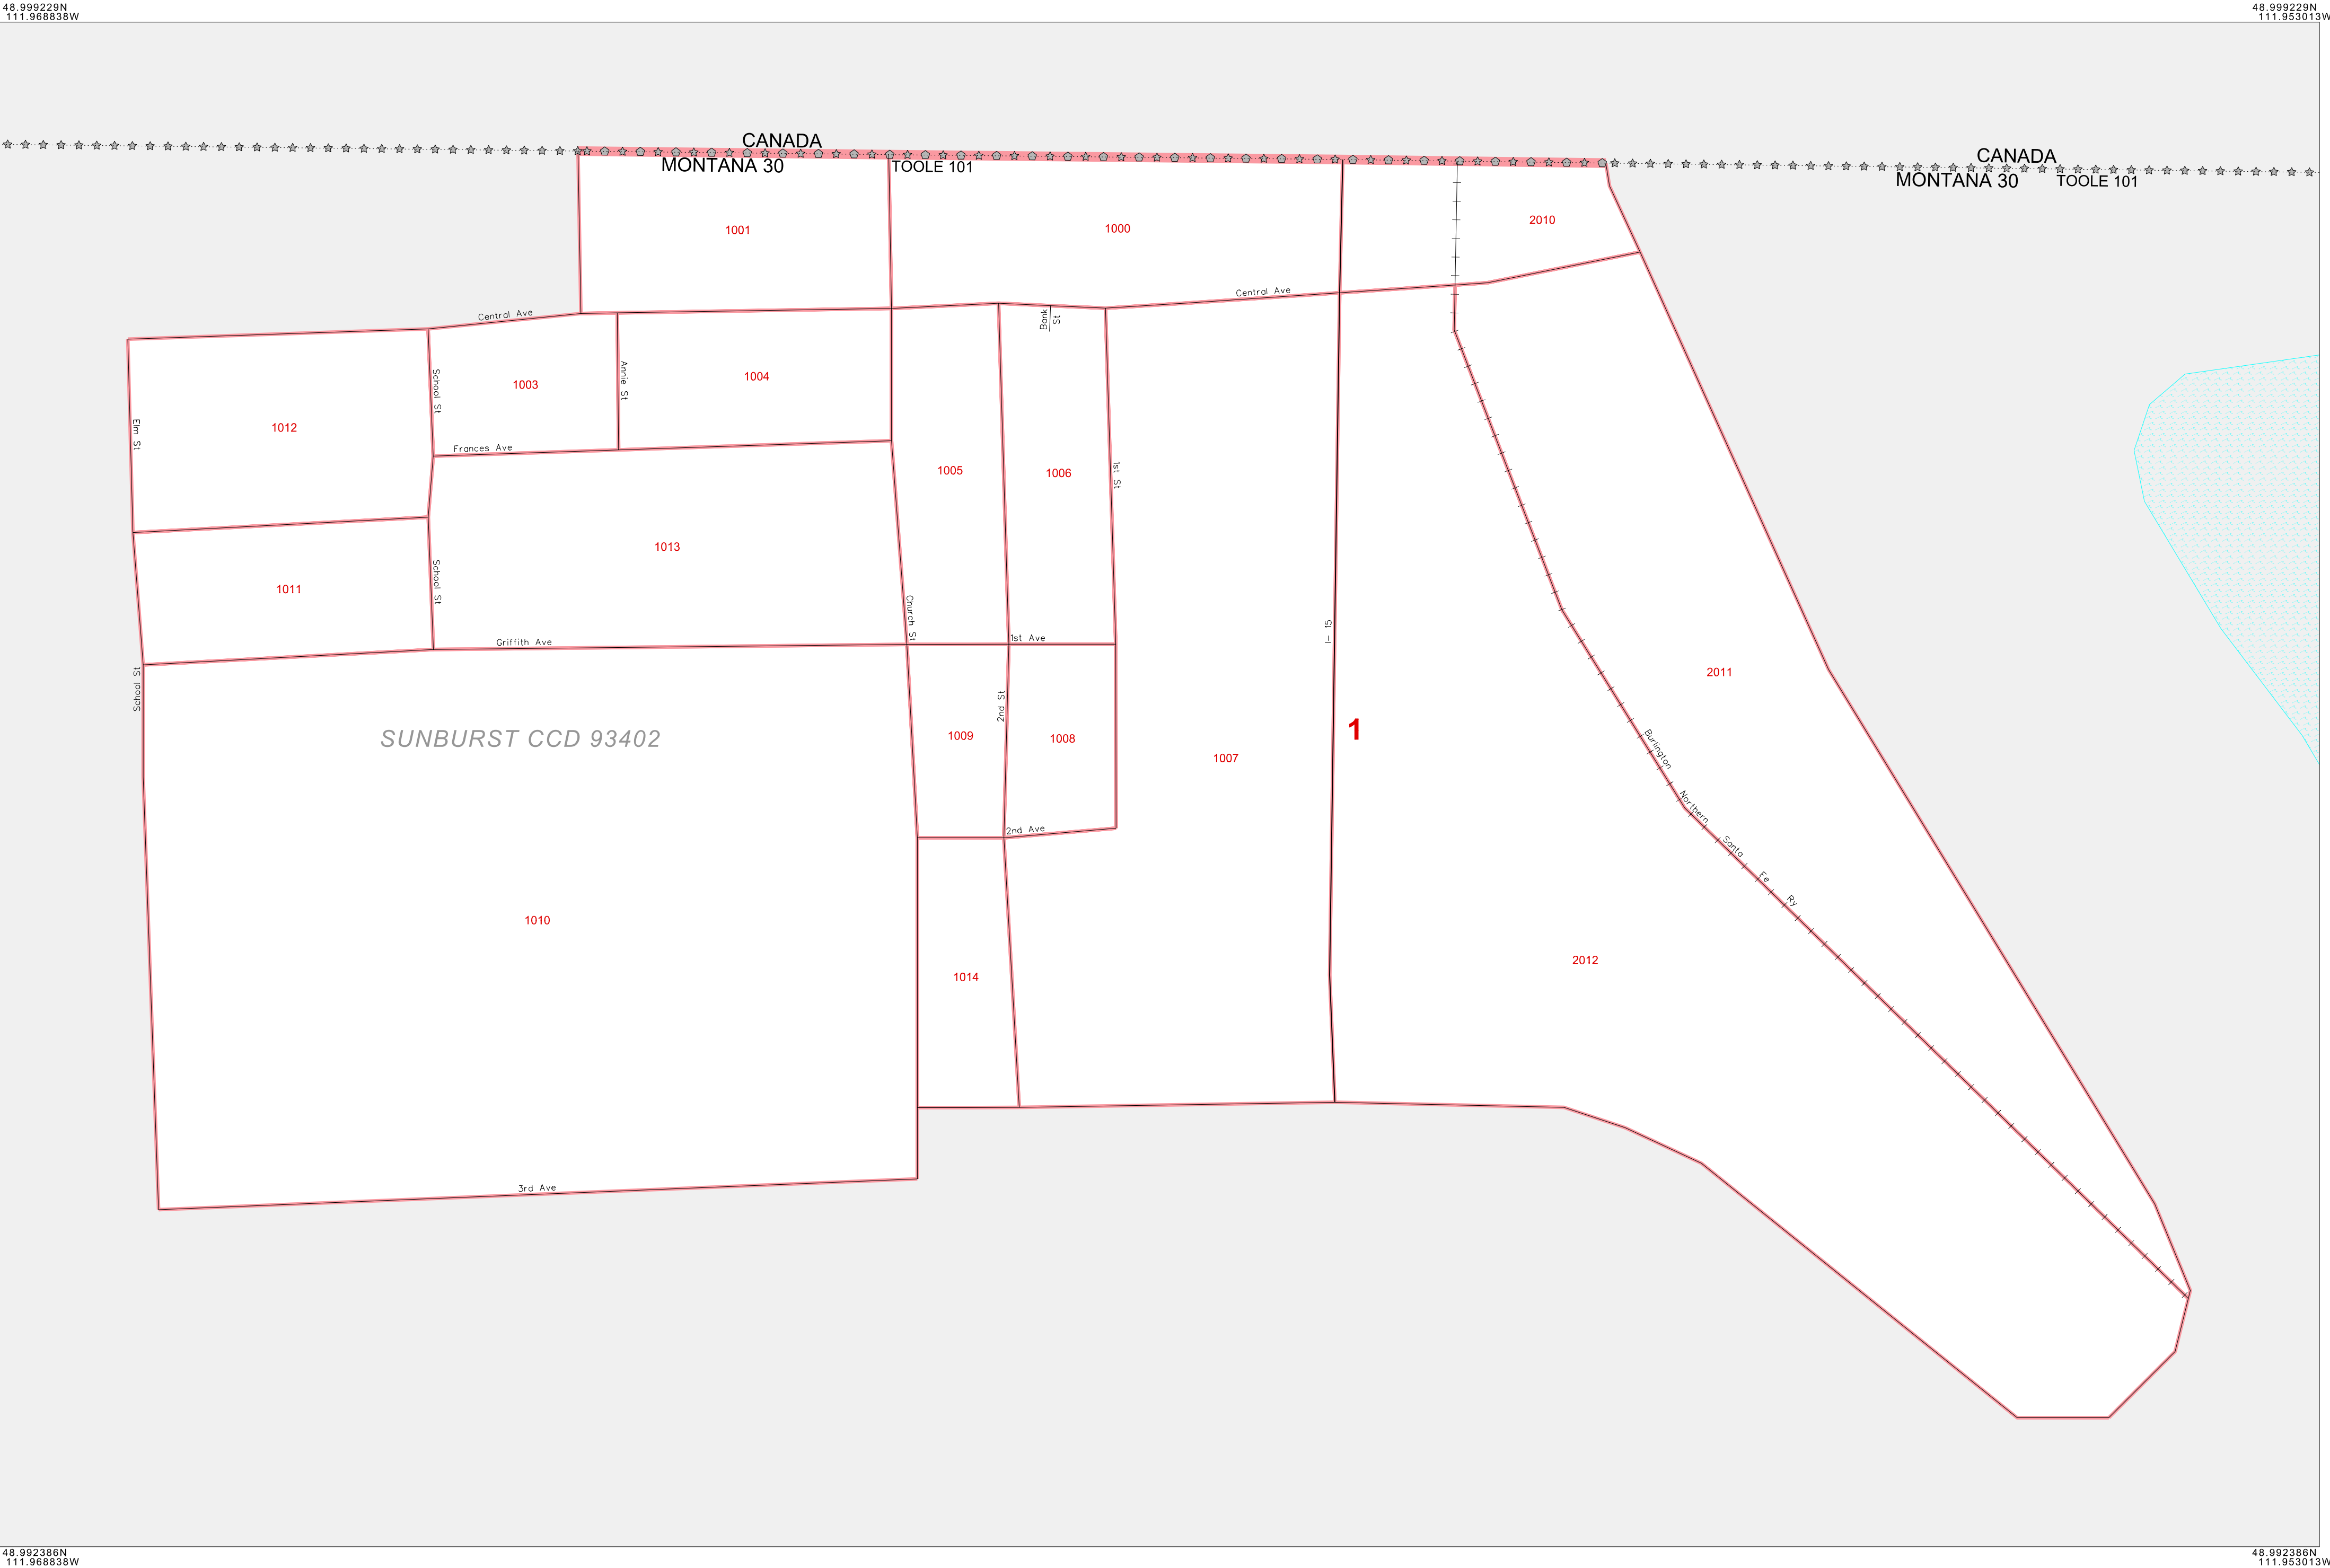 48.999229N
111.968838W
48.999229N
111.953013W
CANADA
MONTANA 30
TOOLE 101
CANADA
MONTANA 30
TOOLE 101
1001
1000
2010
Central Ave
Central Ave
Bank
St
1003
Annie St
1004
School St
Elm St
1012
Frances Ave
1005
1006
1st St
1013
1011
School St
Church St
Griffith Ave
1st Ave
I- 15
School St
2nd St
2011
SUNBURST CCD 93402
1009
1008
1007
1
Burlington
Northern
Santa
Fe
Ry
2nd Ave
1010
1014
2012
3rd Ave
48.992386N
111.968838W
48.992386N
111.953013W